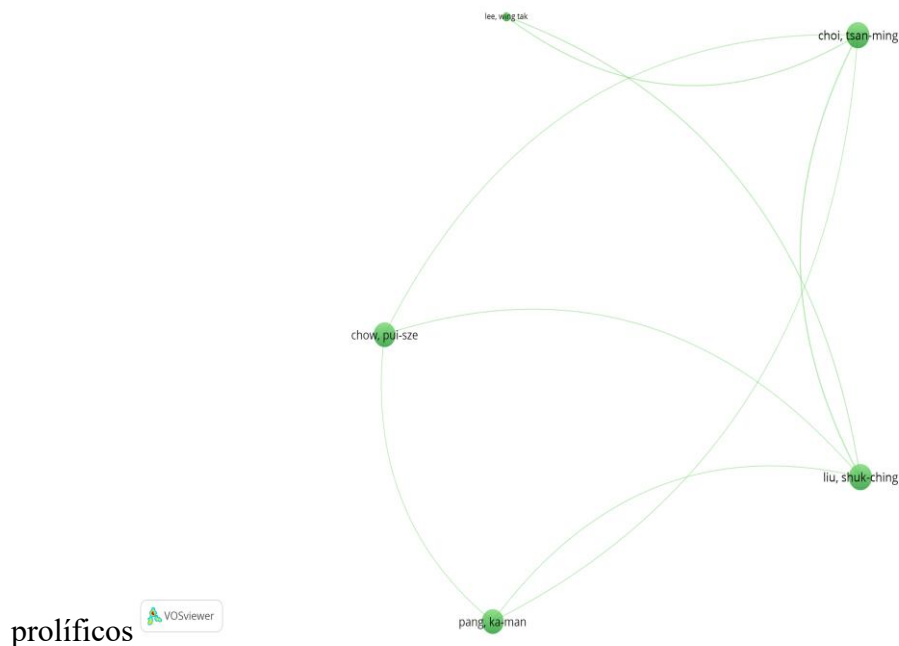 lee, wing tak
choi, tsan-ming
chow, pui-sze
liu, shuk-ching
pang, ka-man
prolíficos
VOSviewer